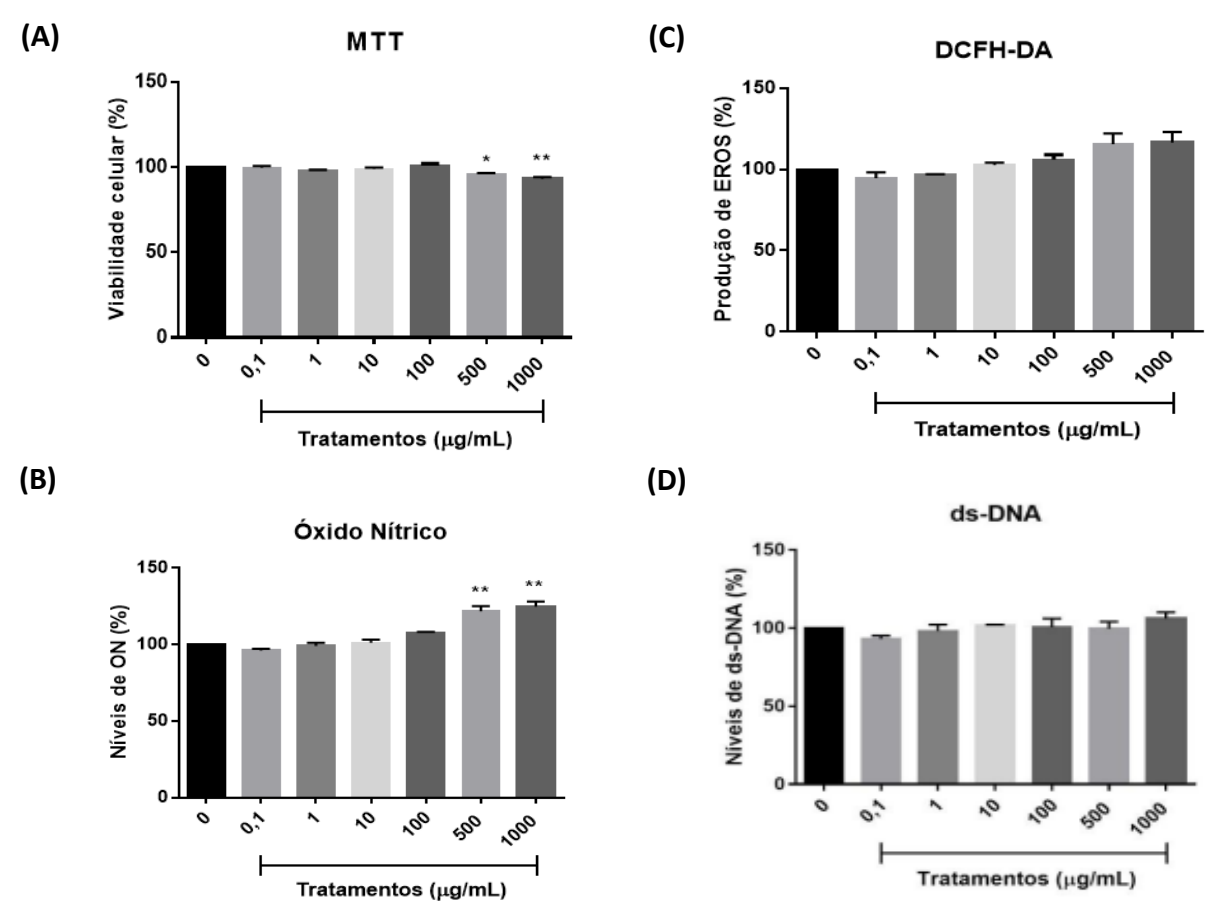 (A)
MTT
Viabilidade celular (%)
150
100
50
0
* **
0 0,1 1 10 100 500 1000
Tratamentos (μg/mL)
(B)
Óxido Nítrico
Níveis de ON (%)
150
100
50
0
** **
0 0,1 1 10 100 500 1000
Tratamentos (μg/mL)
(C)
DCFH-DA
Produção de EROS (%)
150
100
50
0
0 0,1 1 10 100 500 1000
Tratamentos (μg/mL)
(D)
ds-DNA
Níveis de ds-DNA (%)
150
100
50
0
0 0,1 1 10 100 500 1000
Tratamentos (μg/mL)